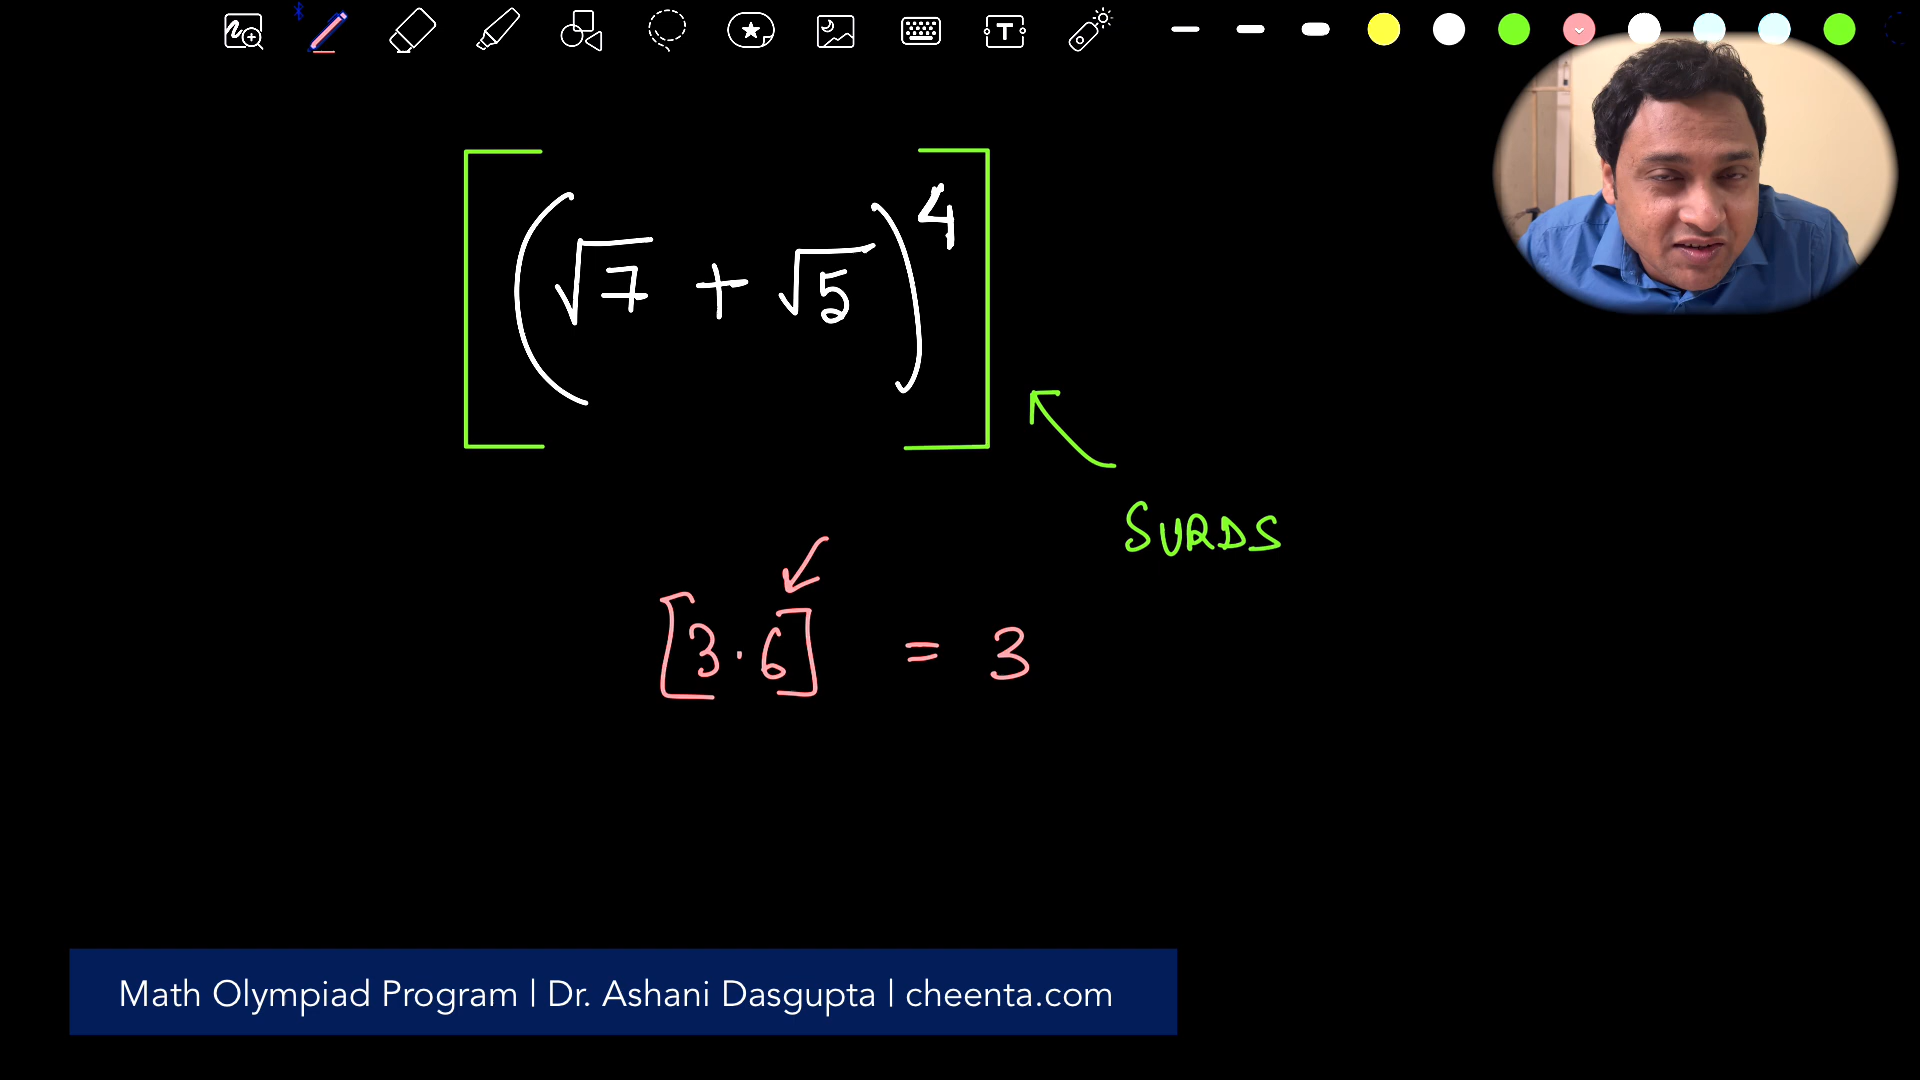 [(√7 + √5)^4]
SURDS
[3.6] = 3
Math Olympiad Program | Dr. Ashani Dasgupta | cheenta.com